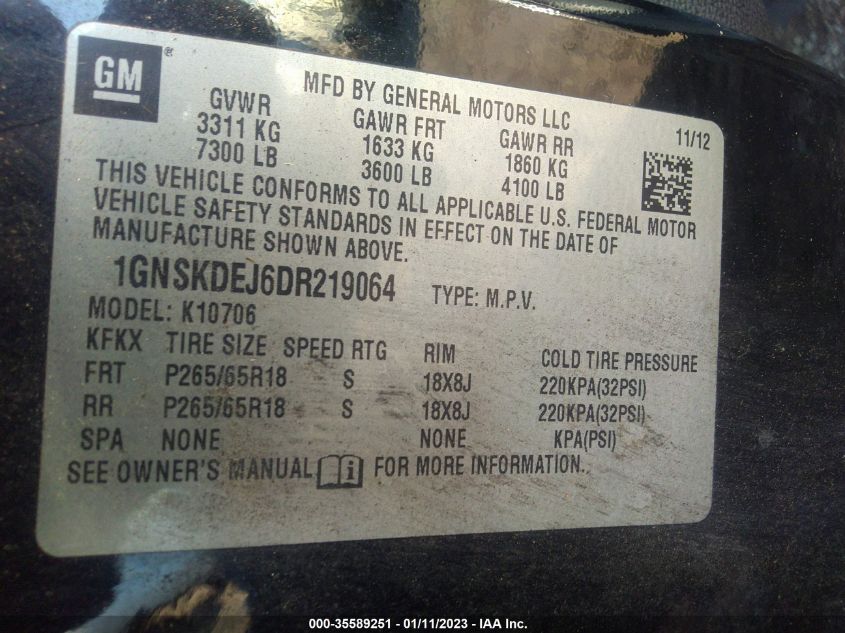 GM ®
MFD BY GENERAL MOTORS LLC
GVWR GAWR FRT GAWR RR 11/12
3311 KG 1633 KG 1860 KG
7300 LB 3600 LB 4100 LB
THIS VEHICLE CONFORMS TO ALL APPLICABLE U.S. FEDERAL MOTOR
VEHICLE SAFETY STANDARDS IN EFFECT ON THE DATE OF
MANUFACTURE SHOWN ABOVE.
1GNSKDEJ6DR219064 TYPE: M.P.V.
MODEL: K10706
KFKX TIRE SIZE SPEED RTG RIM COLD TIRE PRESSURE
FRT P265/65R18 S 18X8J 220KPA(32PSI)
RR P265/65R18 S 18X8J 220KPA(32PSI)
SPA NONE NONE KPA(PSI)
SEE OWNER'S MANUAL FOR MORE INFORMATION.
000-35589251 - 01/11/2023 - IAA Inc.